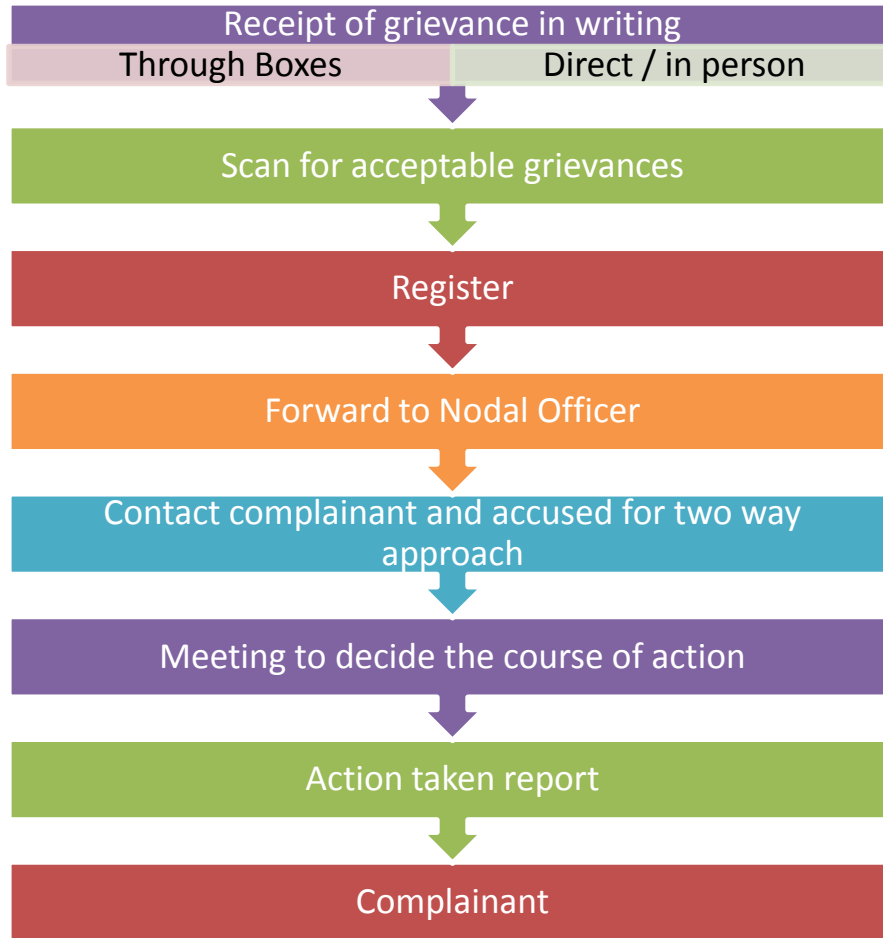 Receipt of grievance in writing
Through Boxes
Direct / in person
Scan for acceptable grievances
Register
Forward to Nodal Officer
Contact complainant and accused for two way
approach
Meeting to decide the course of action
Action taken report
Complainant